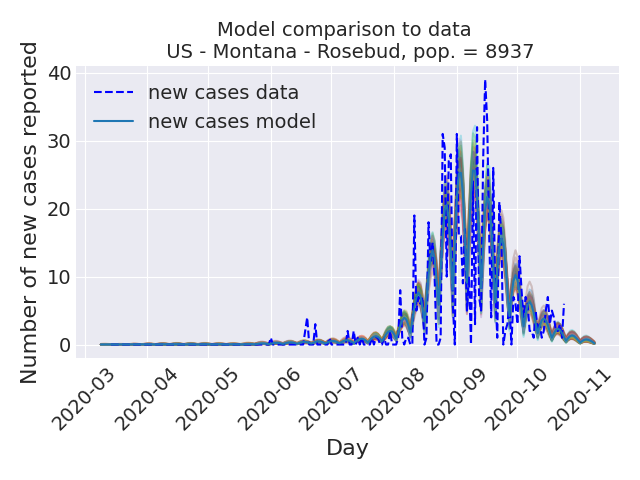 Model comparison to data
US - Montana - Rosebud, pop. = 8937
Number of new cases reported
40
30
20
10
0
new cases data
new cases model
2020-03
2020-04
2020-05
2020-06
2020-07
2020-08
2020-09
2020-10
2020-11
Day